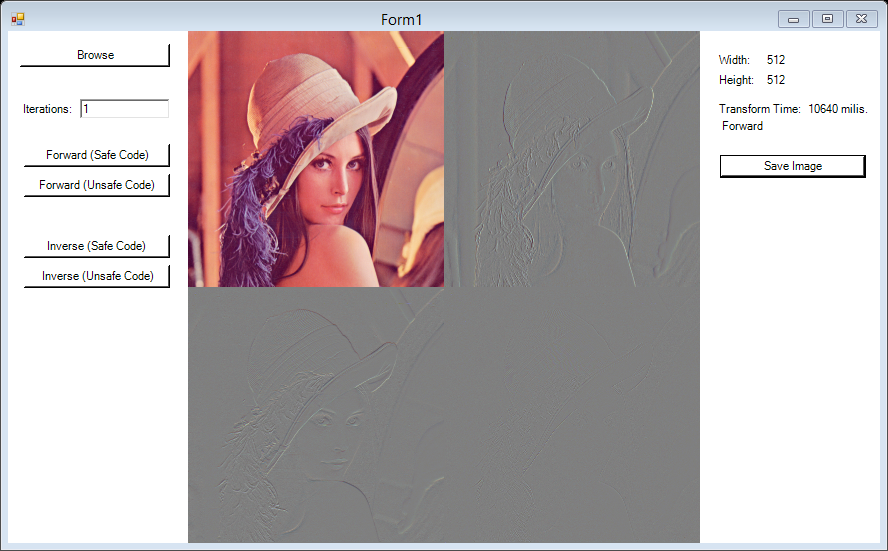 Form1
Browse
Iterations: 1
Forward (Safe Code)
Forward (Unsafe Code)
Inverse (Safe Code)
Inverse (Unsafe Code)
Width: 512
Height: 512
Transform Time: 10640 milis.
Forward
Save Image